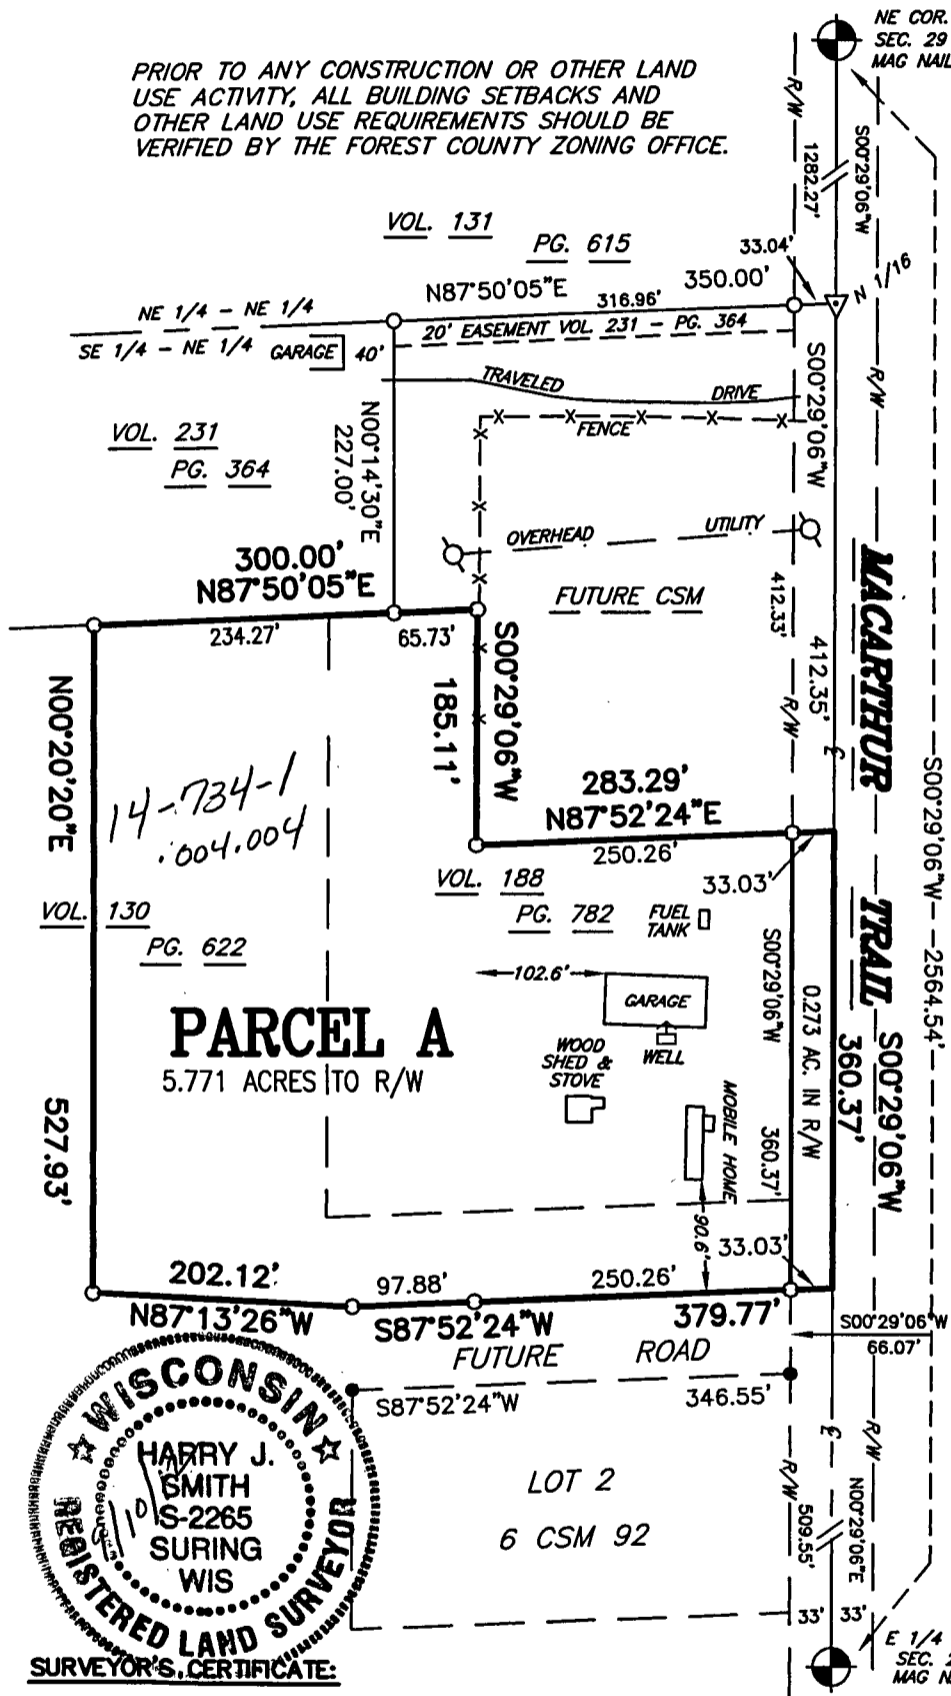 NE COR.
SEC. 29
MAG NAIL
PRIOR TO ANY CONSTRUCTION OR OTHER LAND
USE ACTIVITY, ALL BUILDING SETBACKS AND
OTHER LAND USE REQUIREMENTS SHOULD BE
VERIFIED BY THE FOREST COUNTY ZONING OFFICE.
R/W
1282.27'
S00°29'06"W
VOL. 131
PG. 615
33.04'
N 1/16
N87°50'05"E
350.00'
316.96'
NE 1/4 - NE 1/4
SE 1/4 - NE 1/4
GARAGE
40'
20' EASEMENT VOL. 231 - PG. 364
TRAVELED
DRIVE
FENCE
S00°29'06"W
R/W
VOL. 231
PG. 364
N00°14'30"E
227.00'
OVERHEAD
UTILITY
300.00'
N87°50'05"E
FUTURE CSM
412.33'
412.35'
R/W
234.27'
65.73'
S00°29'06"W
185.11'
MACARTHUR TRAIL
S00°29'06"W-2564.54'
N00°20'20"E
527.93'
14-734-1
.004.004
283.29'
N87°52'24"E
250.26'
33.03'
VOL. 130
PG. 622
VOL. 188
PG. 782
FUEL
TANK
102.6'
GARAGE
WELL
WOOD
SHED &
STOVE
MOBILE HOME
S00°29'06"W
360.37'
0.273 AC. IN R/W
S00°29'06"W
360.37'
PARCEL A
5.771 ACRES TO R/W
90.6'
33.03'
202.12'
N87°13'26"W
97.88'
250.26'
S87°52'24"W
379.77'
S00°29'06"W
66.07'
FUTURE ROAD
S87°52'24"W
346.55'
LOT 2
6 CSM 92
R/W
R/W
509.55'
N00°29'06"E
33'
33'
E 1/4
SEC.
MAG
WISCONSIN
HARRY J.
SMITH
S-2265
SURING
WIS
REGISTERED LAND SURVEYOR
SURVEYOR'S CERTIFICATE: